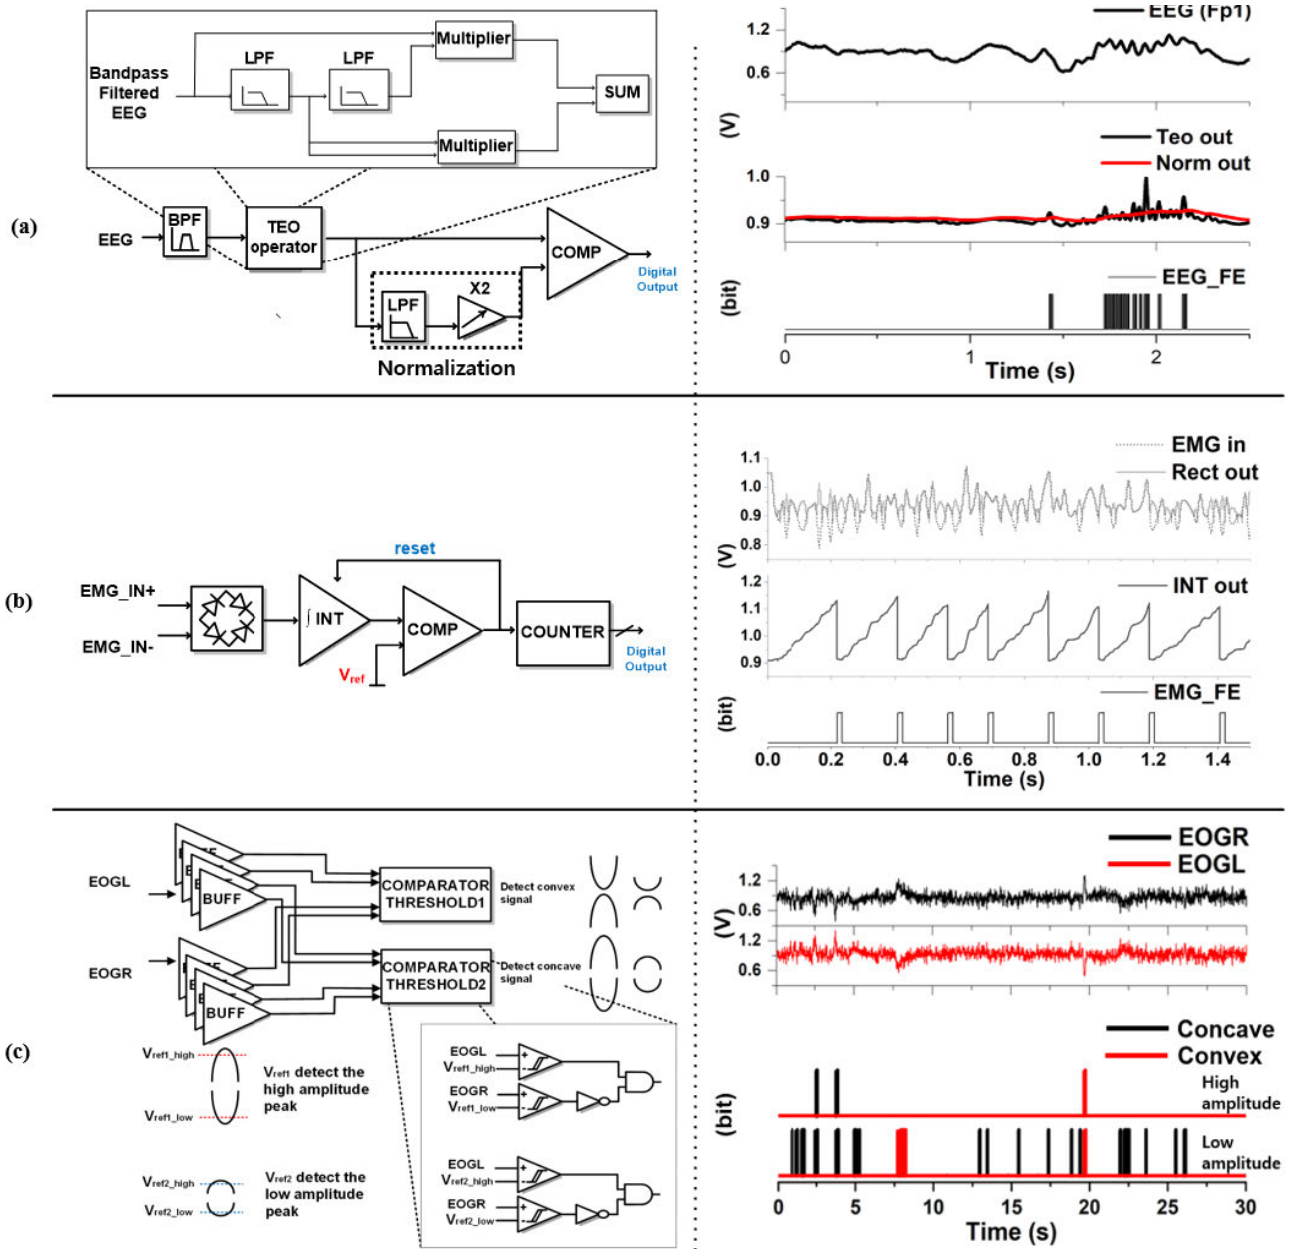 (a)
Bandpass
Filtered
EEG
LPF
LPF
Multiplier
Multiplier
SUM
EEG
BPF
TEO
operator
COMP
Digital
Output
LPF
X2
Normalization
EEG (Fp1)
1.2
0.6
(V)
Teo out
Norm out
1.0
0.9
(bit)
EEG_FE
0 1 2
Time (s)
(b)
EMG_IN+
EMG_IN-
reset
∫ INT
COMP
Vref
COUNTER
Digital
Output
EMG in
Rect out
1.1
1.0
0.9
0.8
(V)
INT out
1.2
1.1
1.0
0.9
(bit)
EMG_FE
0.0 0.2 0.4 0.6 0.8 1.0 1.2 1.4
Time (s)
(c)
EOGL
EOGR
BUFF
BUFF
COMPARATOR
THRESHOLD1
Detect convex
signal
COMPARATOR
THRESHOLD2
Detect concave
signal
Vref1_high
Vref1_low
Vref1 detect the
high amplitude
peak
Vref2_high
Vref2_low
Vref2 detect the
the low amplitude
peak
EOGL
Vref1_high
EOGR
Vref1_low
EOGL
Vref2_high
EOGR
Vref2_low
EOGR
EOGL
1.2
0.6
(V)
1.2
0.6
Concave
Convex
High
amplitude
(bit)
Low
amplitude
0 5 10 15 20 25 30
Time (s)